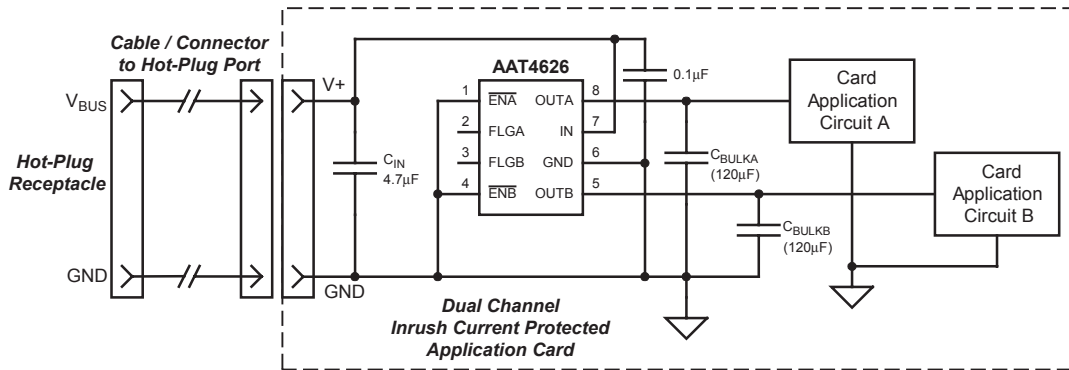 Cable / Connector
to Hot-Plug Port
VBUS
Hot-Plug
Receptacle
GND
V+
CIN
4.7µF
GND
AAT4626
1
ENA
OUTA
8
2
FLGA
IN
7
3
FLGB
GND
6
4
ENB
OUTB
5
0.1µF
CBULKA
(120µF)
CBULKB
(120µF)
Card
Application
Circuit A
Card
Application
Circuit B
Dual Channel
Inrush Current Protected
Application Card